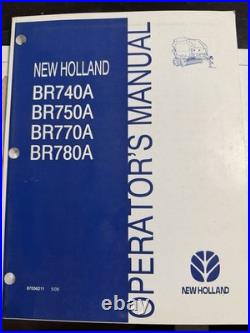 NEW HOLLAND
BR740A
BR750A
BR770A
BR780A
OPERATOR'S MANUAL
NEW HOLLAND